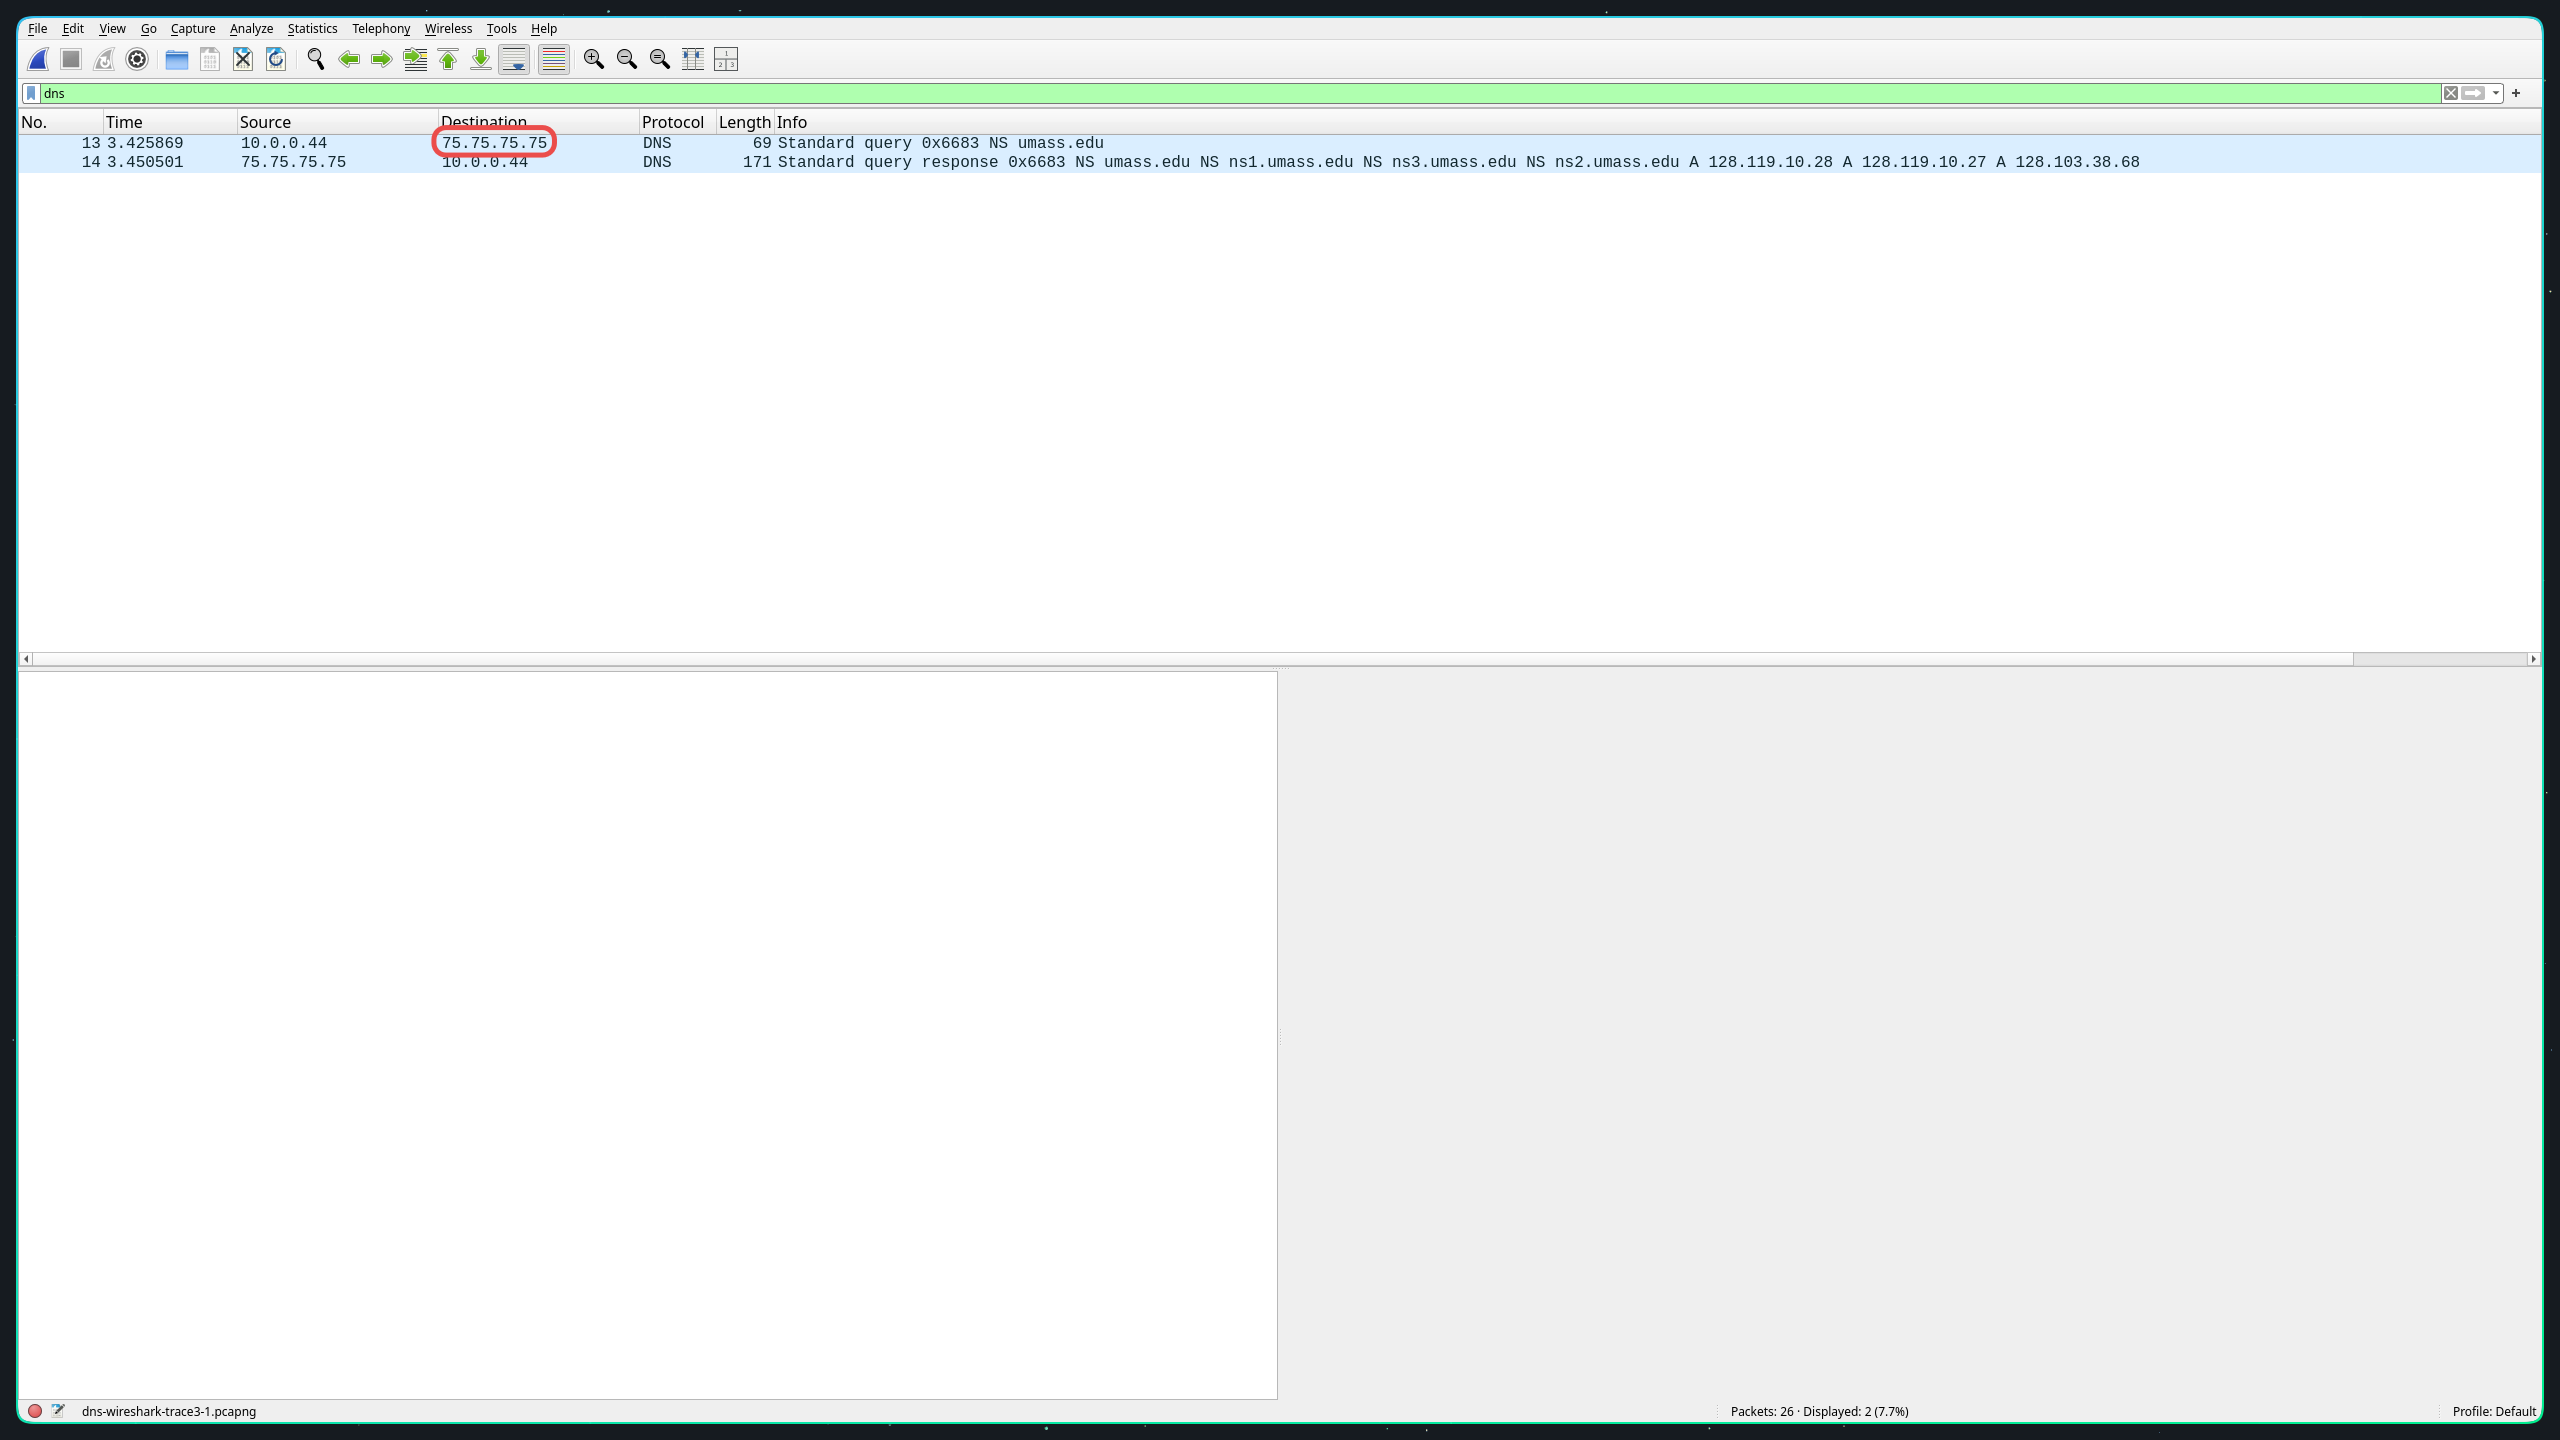 File Edit View Go Capture Analyze Statistics Telephony Wireless Tools Help
dns
No. Time Source Destination Protocol Length Info
13 3.425869 10.0.0.44 75.75.75.75 DNS 69 Standard query 0x6683 NS umass.edu
14 3.450501 75.75.75.75 10.0.0.44 DNS 171 Standard query response 0x6683 NS umass.edu NS ns1.umass.edu NS ns3.umass.edu NS ns2.umass.edu A 128.119.10.28 A 128.119.10.27 A 128.103.38.68
dns-wireshark-trace3-1.pcapng Packets: 26 · Displayed: 2 (7.7%) Profile: Default